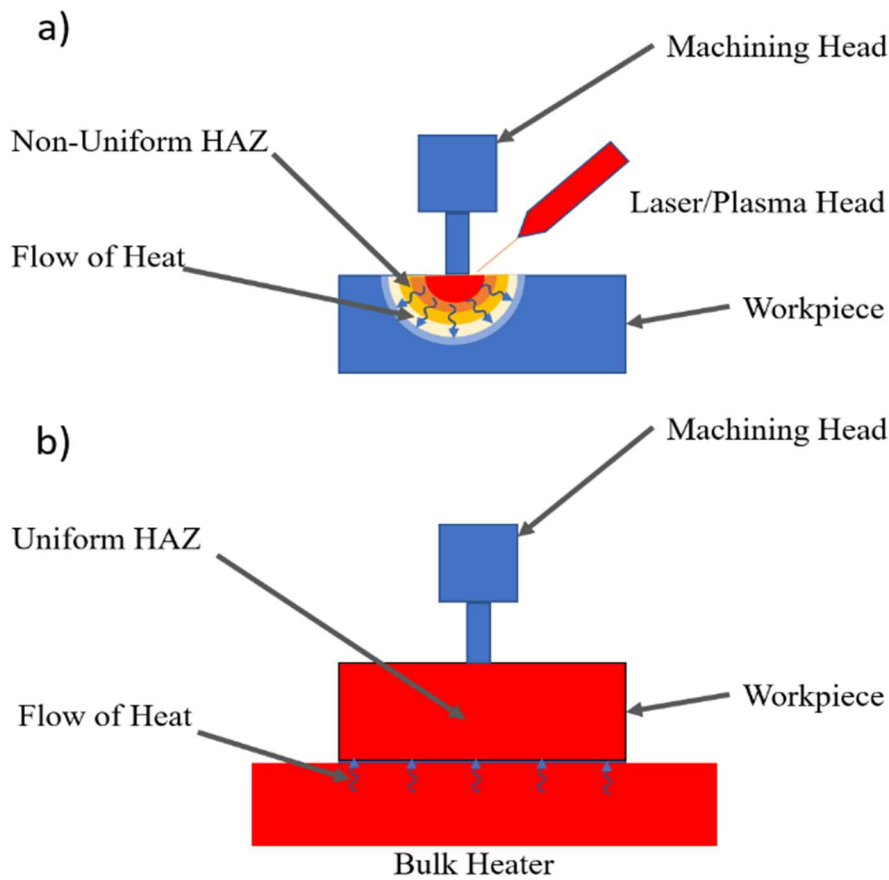 a)
Machining Head
Non-Uniform HAZ
Laser/Plasma Head
Flow of Heat
Workpiece
b)
Machining Head
Uniform HAZ
Workpiece
Flow of Heat
Bulk Heater